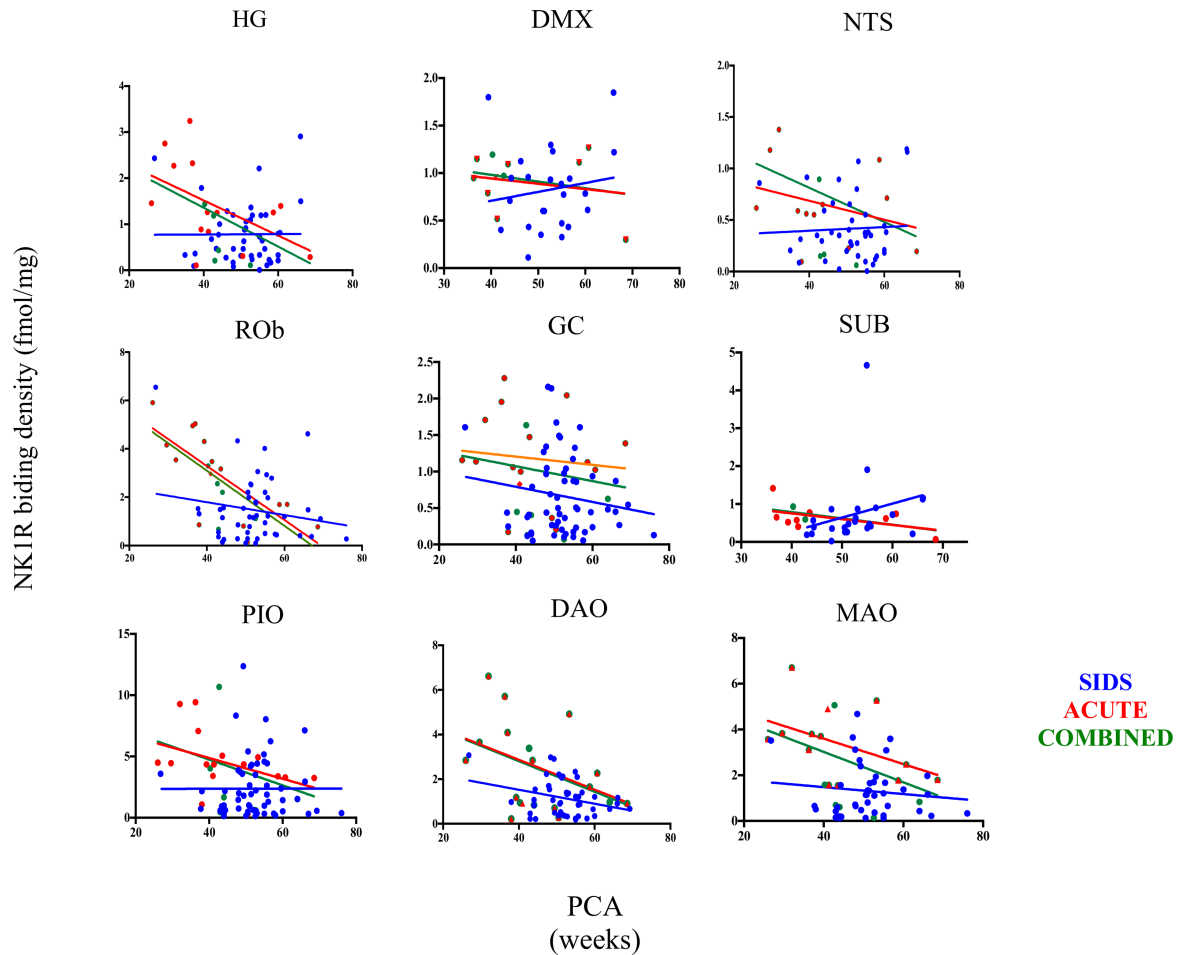 HG
DMX
NTS
4
3
2
1
0
20 40 60 80
2.0
1.5
1.0
0.5
0.0
30 40 50 60 70 80
2.0
1.5
1.0
0.5
0.0
20 40 60 80
ROb
GC
SUB
8
6
4
2
0
20 40 60 80
2.5
2.0
1.5
1.0
0.5
0.0
20 40 60 80
5
4
3
2
1
0
30 40 50 60 70
PIO
DAO
MAO
15
10
5
0
20 40 60 80
8
6
4
2
0
20 40 60 80
8
6
4
2
0
20 40 60 80
NK1R biding density (fmol/mg)
SIDS
ACUTE
COMBINED
PCA
(weeks)